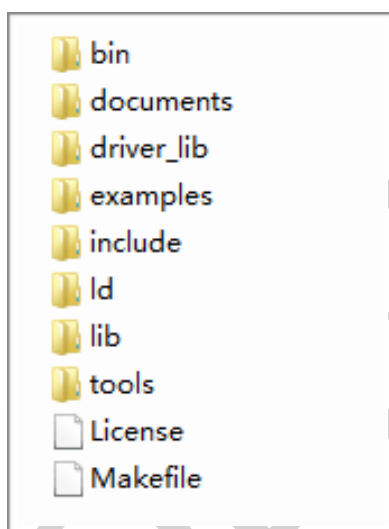 bin
documents
driver_lib
examples
include
ld
lib
tools
License
Makefile